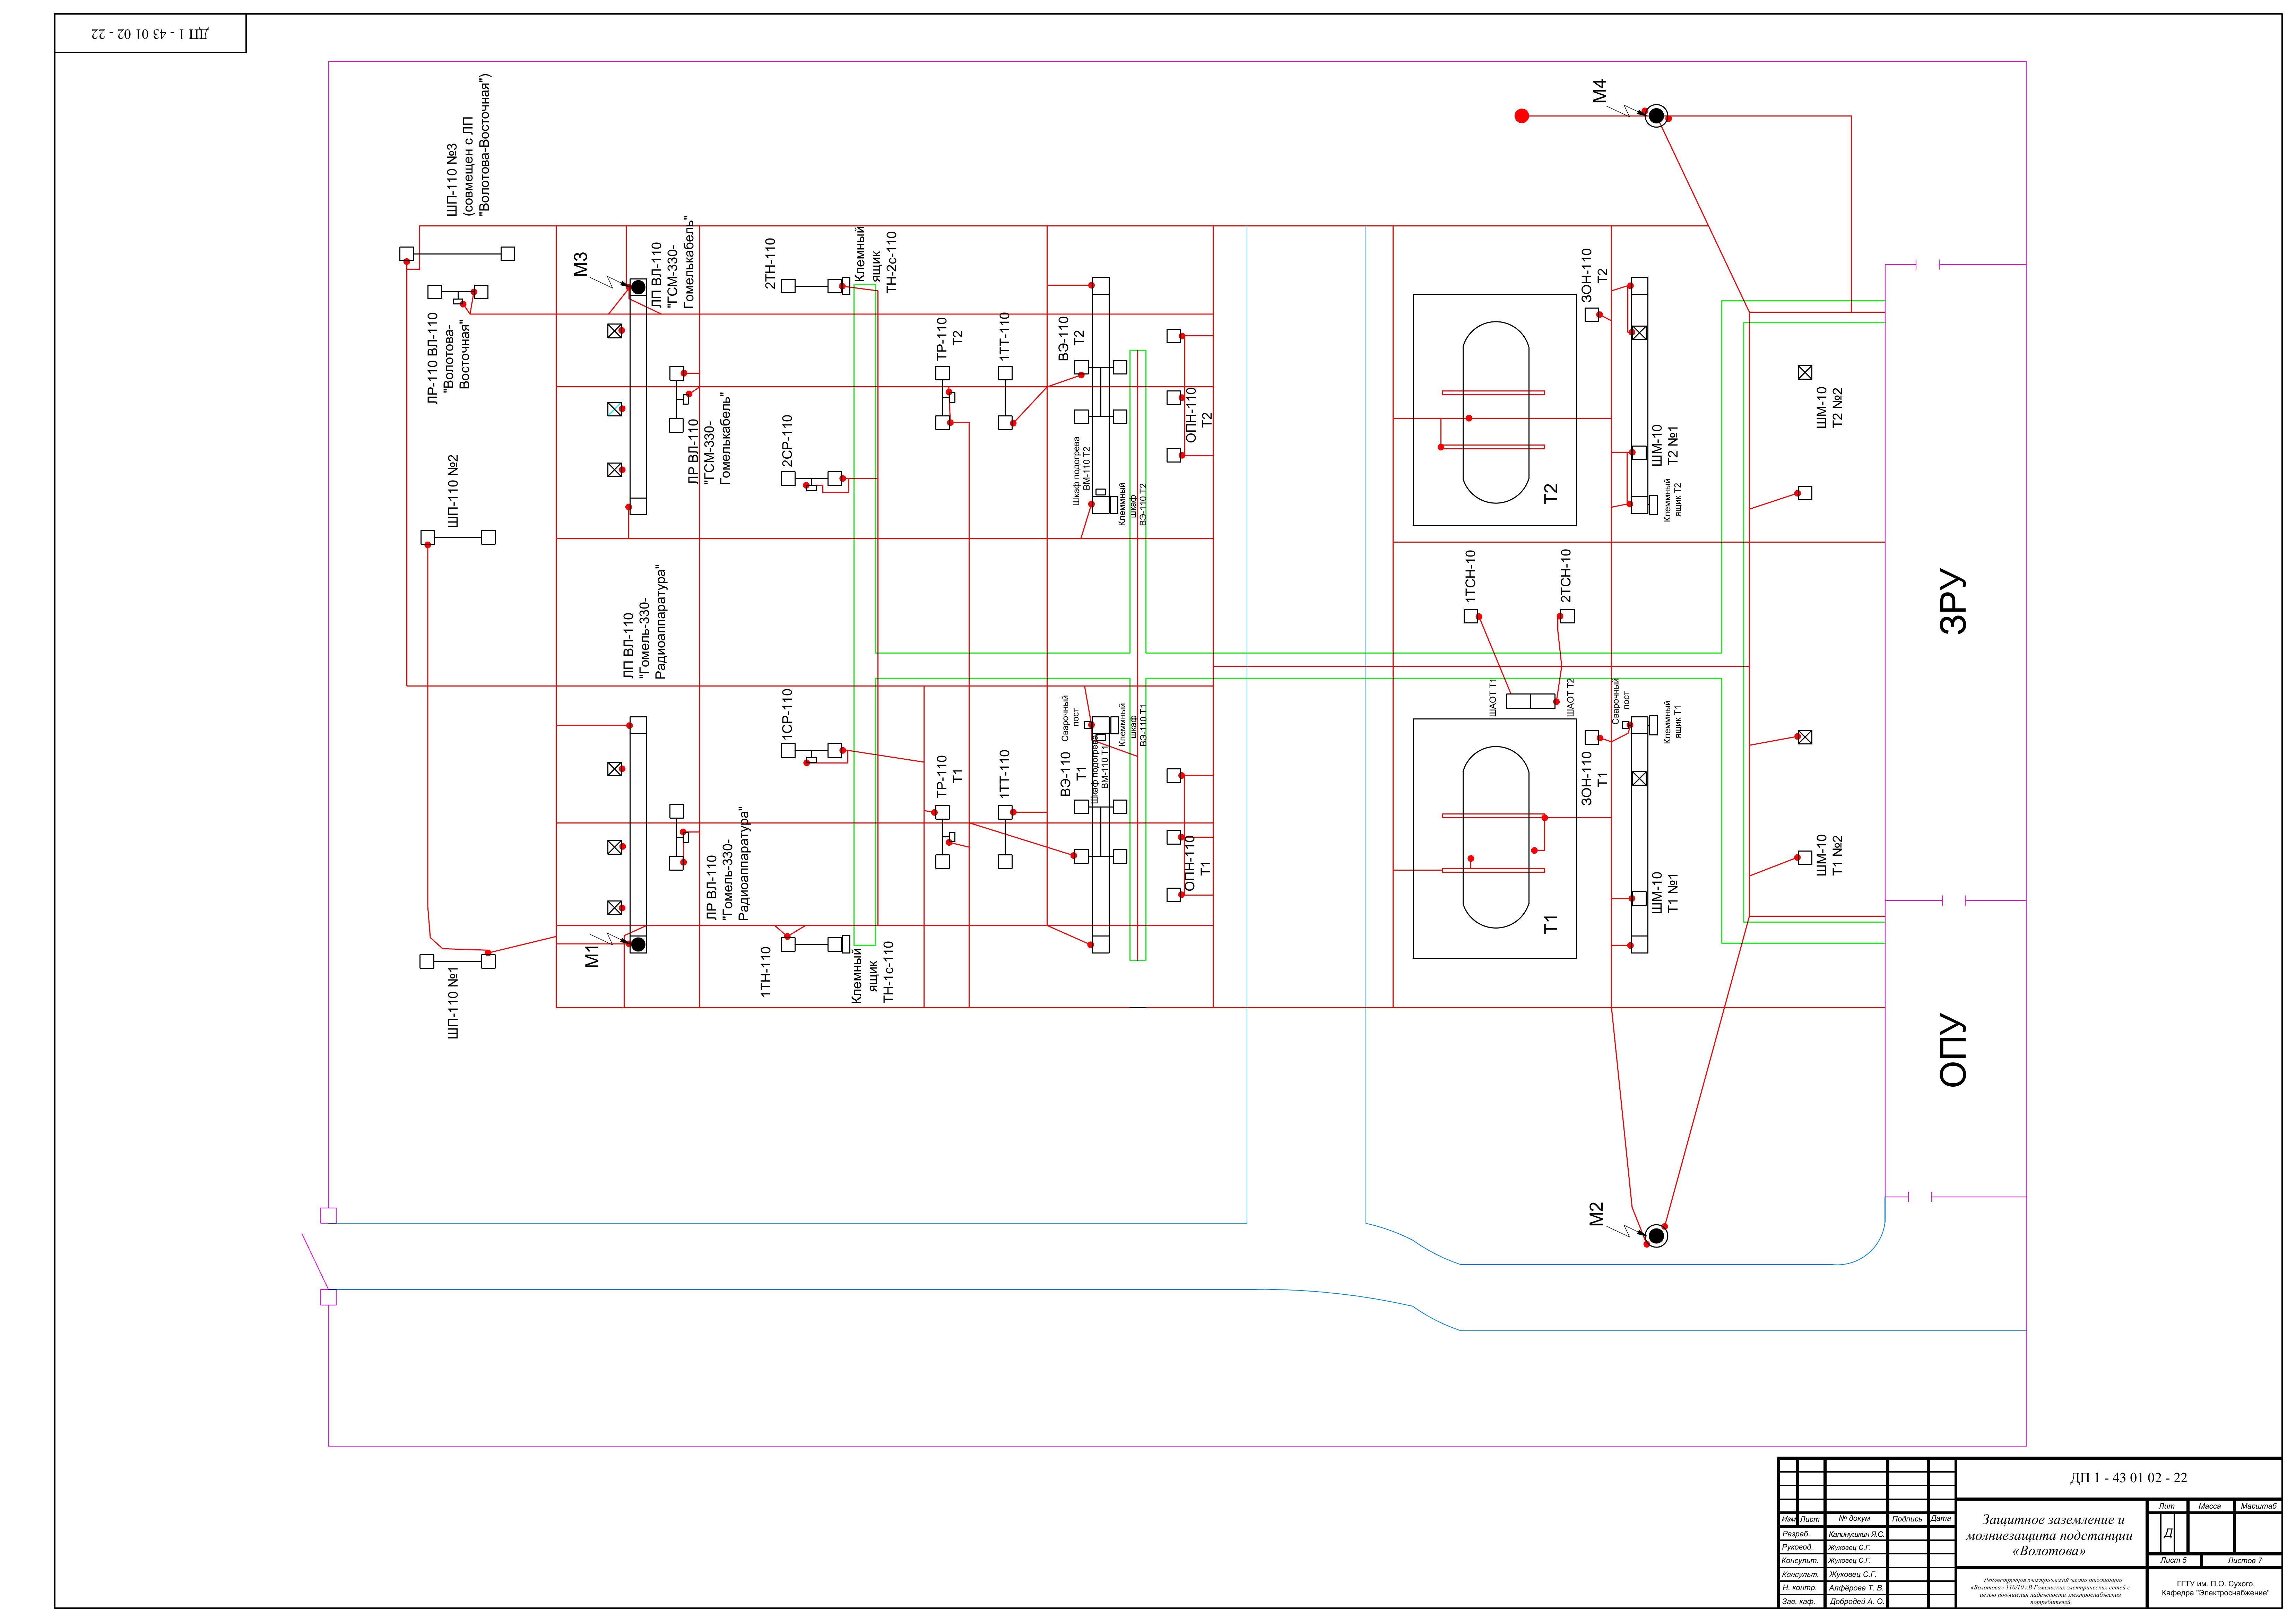 ДП 1 - 43 01 02 - 22
ШП-110 №3
(совмещен с ЛП
"Волотова-Восточная")
М4
М3
ЛП ВЛ-110
"ГСМ-330-
Гомелькабель"
2ТН-110
Клемный
ящик
ТН-2с-110
ЗОН-110
Т2
ЛР-110 ВЛ-110
"Волотова-
Восточная"
ТР-110
Т2
1ТТ-110
ВЭ-110
Т2
ОПН-110
Т2
ШМ-10
Т2 №2
ЛР ВЛ-110
"ГСМ-330-
Гомелькабель"
2СР-110
Шкаф подогрева
ВМ-110 Т2
Клеммный
шкаф
ВЭ-110 Т2
Т2
ШМ-10
Т2 №1
Клеммный
ящик Т2
ШП-110 №2
ЛП ВЛ-110
"Гомель-330-
Радиоаппаратура"
1ТСН-10
2ТСН-10
ЗРУ
1СР-110
Сварочный
пост
Клеммный
шкаф
ВЭ-110 Т1
ШАОТ Т1
ШАОТ Т2
Сварочный
пост
Клеммный
ящик Т1
ТР-110
Т1
1ТТ-110
ВЭ-110
Т1
Шкаф подогрева
ВМ-110 Т1
ЗОН-110
Т1
ЛР ВЛ-110
"Гомель-330-
Радиоаппаратура"
ОПН-110
Т1
Т1
ШМ-10
Т1 №1
ШМ-10
Т1 №2
М1
1ТН-110
Клемный
ящик
ТН-1с-110
ШП-110 №1
ОПУ
М2
ДП 1 - 43 01 02 - 22
Изм Лист № докум Подпись Дата
Разраб. Калинушкин Я.С.
Руковод. Жуковец С.Г.
Консульт. Жуковец С.Г.
Консульт. Жуковец С.Г.
Н. контр. Алфёрова Т. В.
Зав. каф. Добродей А. О.
Защитное заземление и
молниезащита подстанции
«Волотова»
Лит Масса Масштаб
Д
Лист 5 Листов 7
Реконструкция электрической части подстанции
«Волотова» 110/10 кВ Гомельских электрических сетей с
целью повышения надежности электроснабжения
потребителей
ГГТУ им. П.О. Сухого,
Кафедра "Электроснабжение"